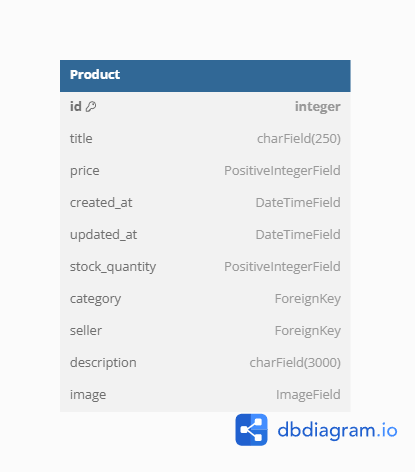 Product
id integer
title charField(250)
price PositiveIntegerField
created_at DateTimeField
updated_at DateTimeField
stock_quantity PositiveIntegerField
category ForeignKey
seller ForeignKey
description charField(3000)
image ImageField
dbdiagram.io